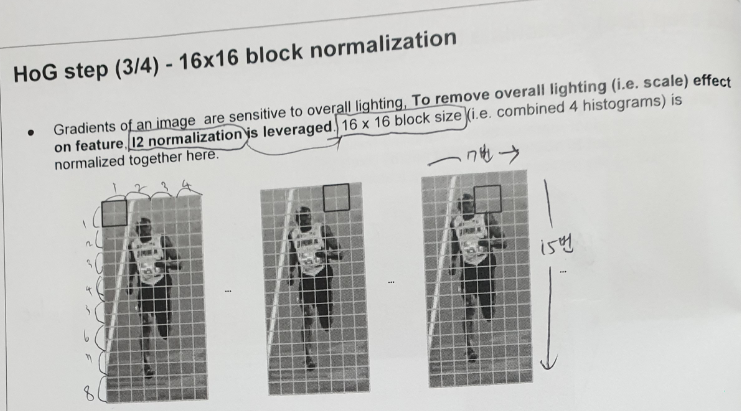 HoG step (3/4) - 16x16 block normalization
• Gradients of an image are sensitive to overall lighting, To remove overall lighting (i.e. scale) effect
on feature, l2 normalization is leveraged. 16 x 16 block size (i.e. combined 4 histograms) is
normalized together here.
7번
1 2 3 4
1
2
3
4
5
6
7
8
...
...
15번
...